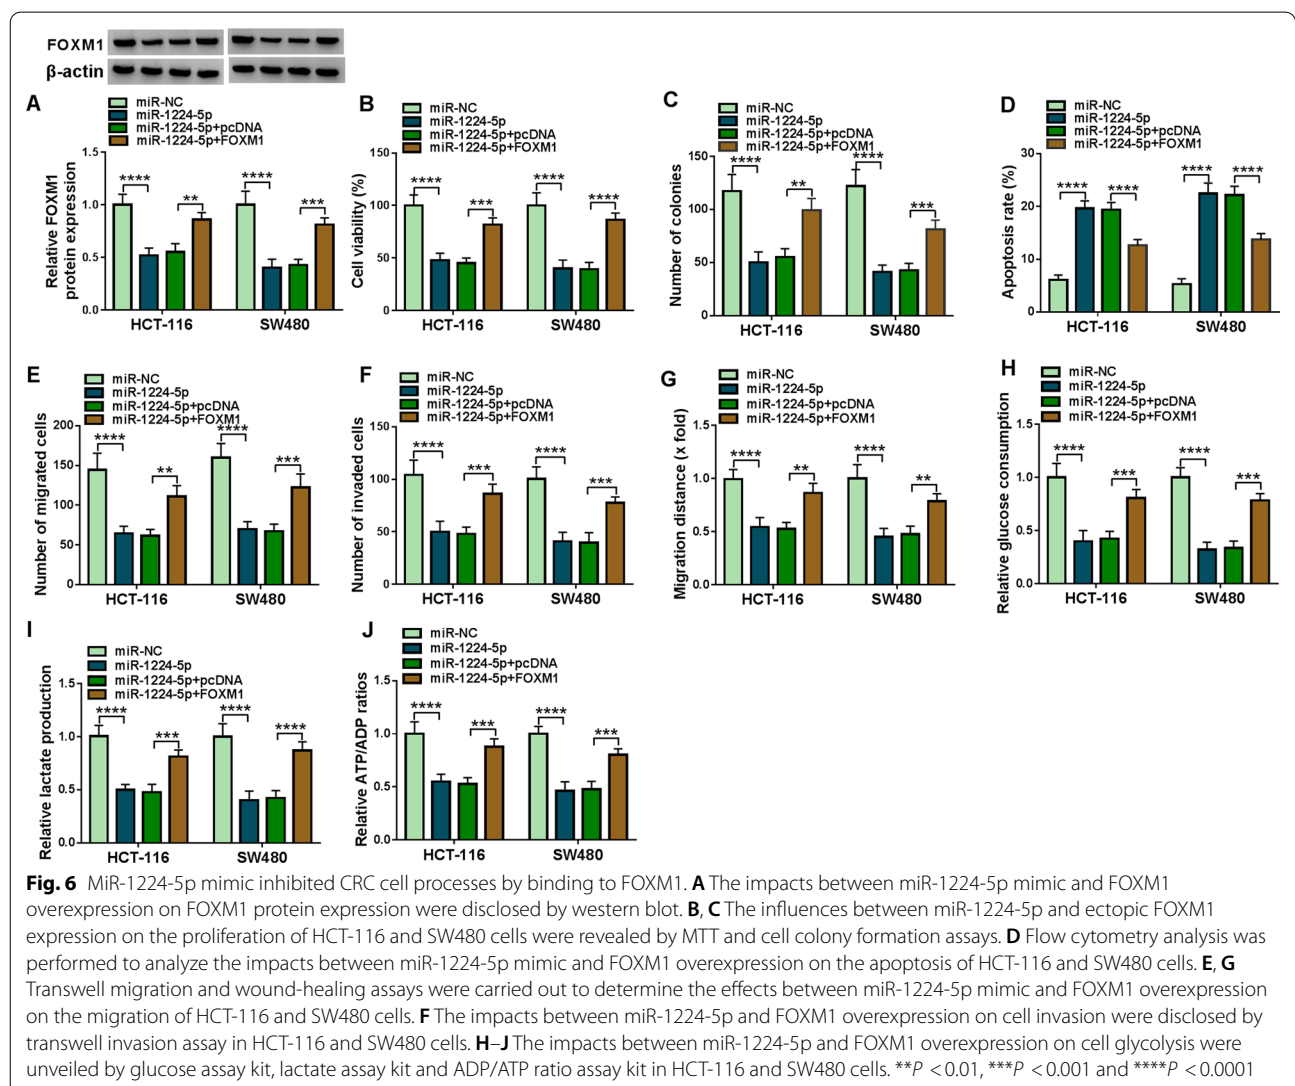 FOXM1
β-actin
A
miR-NC
miR-1224-5p
miR-1224-5p+pcDNA
miR-1224-5p+FOXM1
Relative FOXM1
protein expression
1.5
1.0
0.5
0.0
****
**
****
***
HCT-116
SW480
B
miR-NC
miR-1224-5p
miR-1224-5p+pcDNA
miR-1224-5p+FOXM1
Cell viability (%)
150
100
50
0
****
***
****
****
HCT-116
SW480
C
miR-NC
miR-1224-5p
miR-1224-5p+pcDNA
miR-1224-5p+FOXM1
Number of colonies
150
100
50
0
****
**
****
***
HCT-116
SW480
D
miR-NC
miR-1224-5p
miR-1224-5p+pcDNA
miR-1224-5p+FOXM1
Apoptosis rate (%)
30
20
10
0
****
****
****
****
HCT-116
SW480
E
miR-NC
miR-1224-5p
miR-1224-5p+pcDNA
miR-1224-5p+FOXM1
Number of migrated cells
200
150
100
50
0
****
**
****
***
HCT-116
SW480
F
miR-NC
miR-1224-5p
miR-1224-5p+pcDNA
miR-1224-5p+FOXM1
Number of invaded cells
150
100
50
0
****
***
****
***
HCT-116
SW480
G
miR-NC
miR-1224-5p
miR-1224-5p+pcDNA
miR-1224-5p+FOXM1
Migration distance (x fold)
1.5
1.0
0.5
0.0
****
**
****
**
HCT-116
SW480
H
miR-NC
miR-1224-5p
miR-1224-5p+pcDNA
miR-1224-5p+FOXM1
Relative glucose consumption
1.5
1.0
0.5
0.0
****
***
****
***
HCT-116
SW480
I
miR-NC
miR-1224-5p
miR-1224-5p+pcDNA
miR-1224-5p+FOXM1
Relative lactate production
1.5
1.0
0.5
0.0
****
***
****
****
HCT-116
SW480
J
miR-NC
miR-1224-5p
miR-1224-5p+pcDNA
miR-1224-5p+FOXM1
Relative ATP/ADP ratios
1.5
1.0
0.5
0.0
****
***
****
***
HCT-116
SW480
Fig. 6 MiR-1224-5p mimic inhibited CRC cell processes by binding to FOXM1. A The impacts between miR-1224-5p mimic and FOXM1
overexpression on FOXM1 protein expression were disclosed by western blot. B, C The influences between miR-1224-5p and ectopic FOXM1
expression on the proliferation of HCT-116 and SW480 cells were revealed by MTT and cell colony formation assays. D Flow cytometry analysis was
performed to analyze the impacts between miR-1224-5p mimic and FOXM1 overexpression on the apoptosis of HCT-116 and SW480 cells. E, G
Transwell migration and wound-healing assays were carried out to determine the effects between miR-1224-5p mimic and FOXM1 overexpression
on the migration of HCT-116 and SW480 cells. F The impacts between miR-1224-5p and FOXM1 overexpression on cell invasion were disclosed by
transwell invasion assay in HCT-116 and SW480 cells. H–J The impacts between miR-1224-5p and FOXM1 overexpression on cell glycolysis were
unveiled by glucose assay kit, lactate assay kit and ADP/ATP ratio assay kit in HCT-116 and SW480 cells. **P < 0.01, ***P < 0.001 and ****P < 0.0001